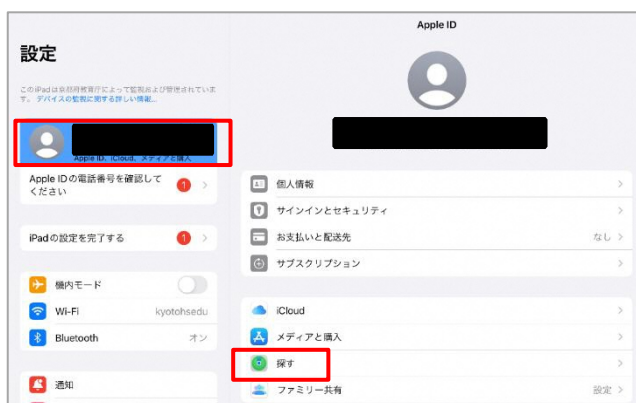 Apple ID
設定
このiPadは京都府教育庁によって監視および管理されていま
す。デバイスの監視に関する詳しい情報…
Apple ID、iCloud、メディアと購入
Apple IDの電話番号を確認して
ください
1
iPadの設定を完了する
1
機内モード
Wi-Fi
kyotohsedu
Bluetooth
オン
通知
個人情報
サインインとセキュリティ
お支払いと配送先
なし
サブスクリプション
iCloud
メディアと購入
探す
ファミリー共有
設定